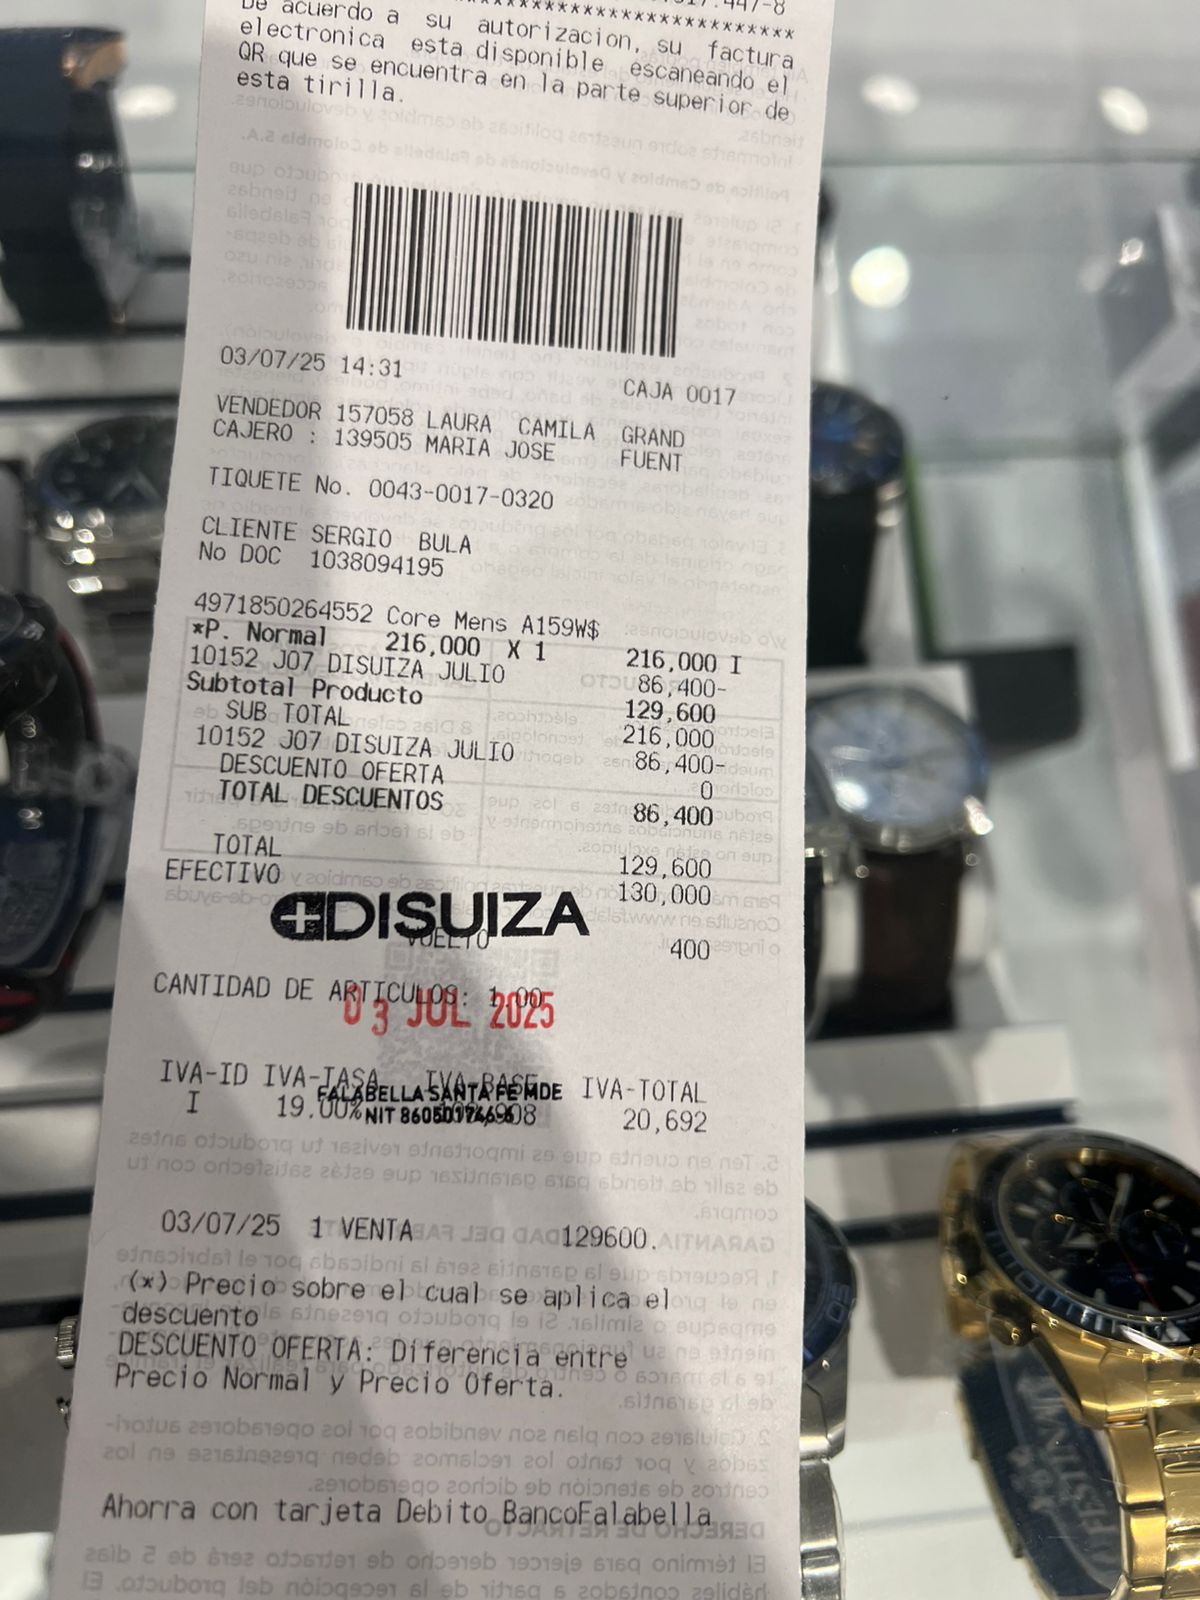 De acuerdo a su autorizacion, su factura
electronica esta disponible escaneando el
QR que se encuentra en la parte superior de
esta tirilla.
03/07/25 14:31
CAJA 0017
VENDEDOR 157058 LAURA CAMILA GRAND
CAJERO : 139505 MARIA JOSE FUENT
TIQUETE No. 0043-0017-0320
CLIENTE SERGIO BULA
No DOC 1038094195
4971850264552 Core Mens A159W$
*P. Normal 216,000 X 1 216,000 I
10152 J07 DISUIZA JULIO 86,400-
Subtotal Producto 129,600
SUB TOTAL 216,000
10152 J07 DISUIZA JULIO 86,400-
DESCUENTO OFERTA 0
TOTAL DESCUENTOS 86,400
TOTAL 129,600
EFECTIVO 130,000
DISUIZA
VUELTO 400
CANTIDAD DE ARTICULOS: 1.00
03 JUL 2025
IVA-ID IVA-TASA IVA-BASE IVA-TOTAL
FALABELLA SANTA FE MDE
I 19.00% 20,692
NIT
03/07/25 1 VENTA 129600.
(*) Precio sobre el cual se aplica el
descuento
DESCUENTO OFERTA: Diferencia entre
Precio Normal y Precio Oferta.
Ahorra con tarjeta Debito BancoFalabella